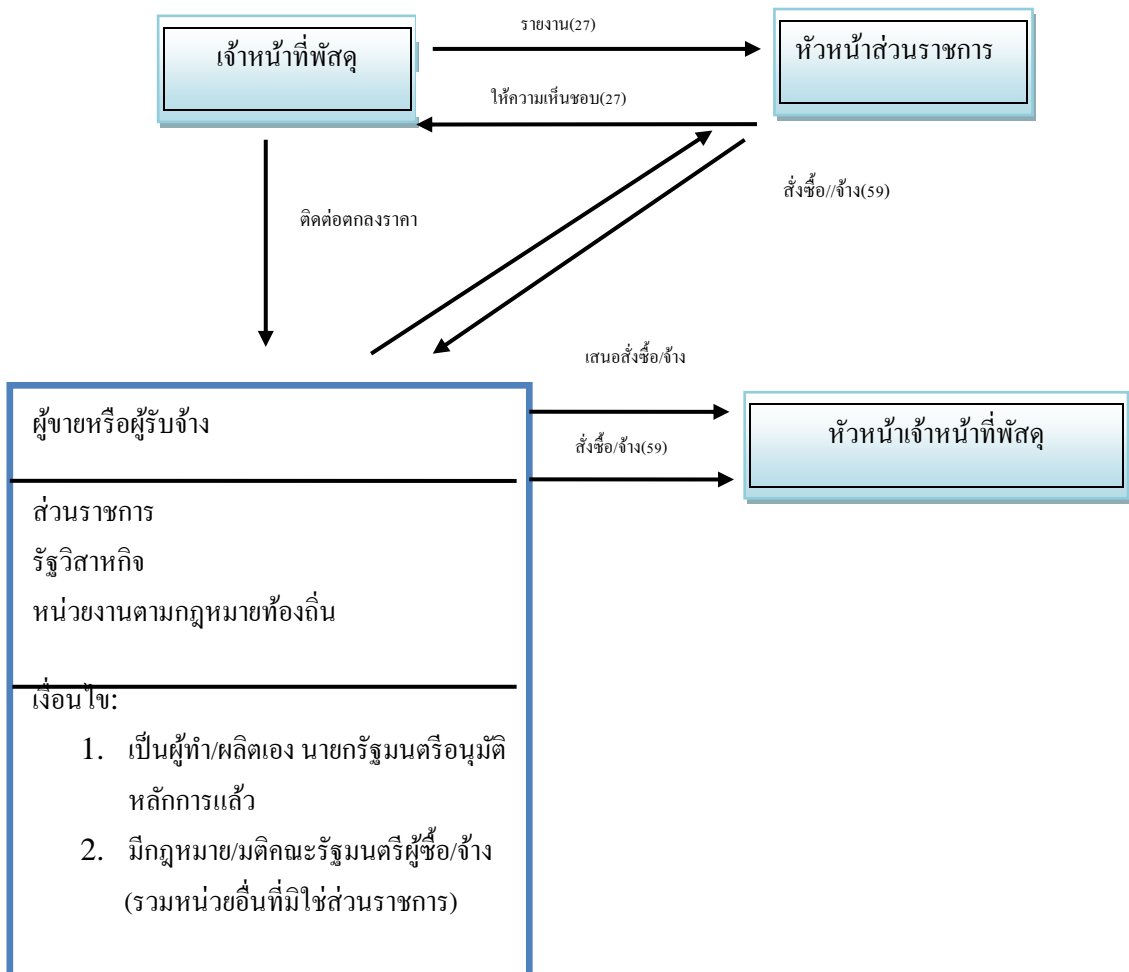 รายงาน(27)
เจ้าหน้าที่พัสดุ
หัวหน้าส่วนราชการ
ให้ความเห็นชอบ(27)
สั่งซื้อ//จ้าง(59)
ติดต่อตกลงราคา
เสนอสั่งซื้อ/จ้าง
ผู้ขายหรือผู้รับจ้าง
หัวหน้าเจ้าหน้าที่พัสดุ
สั่งซื้อ/จ้าง(59)
ส่วนราชการ
รัฐวิสาหกิจ
หน่วยงานตามกฎหมายท้องถิ่น
เงื่อนไข:
1. เป็นผู้ทำ/ผลิตเอง นายกรัฐมนตรีอนุมัติ
หลักการแล้ว
2. มีกฎหมาย/มติคณะรัฐมนตรีผู้ซื้อ/จ้าง
(รวมหน่วยอื่นที่มิใช่ส่วนราชการ)